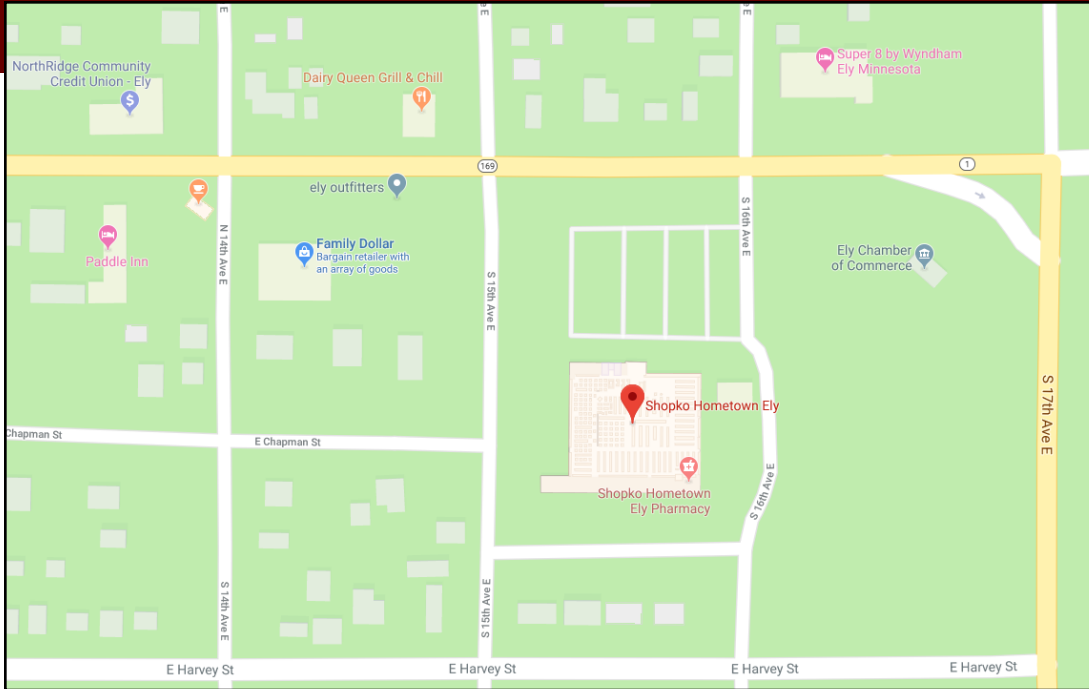 E
E
E
NorthRidge Community
Credit Union - Ely
$
Dairy Queen Grill & Chill
Super 8 by Wyndham
Ely Minnesota
169
1
ely outfitters
Paddle Inn
N 14th Ave E
Family Dollar
Bargain retailer with
an array of goods
S 15th Ave E
S 16th Ave E
Ely Chamber
of Commerce
S 17th Ave E
Shopko Hometown Ely
Chapman St
E Chapman St
Shopko Hometown
Ely Pharmacy
S 16th Ave E
S 14th Ave E
S 15th Ave E
E Harvey St
E Harvey St
E Harvey St
E Harvey St